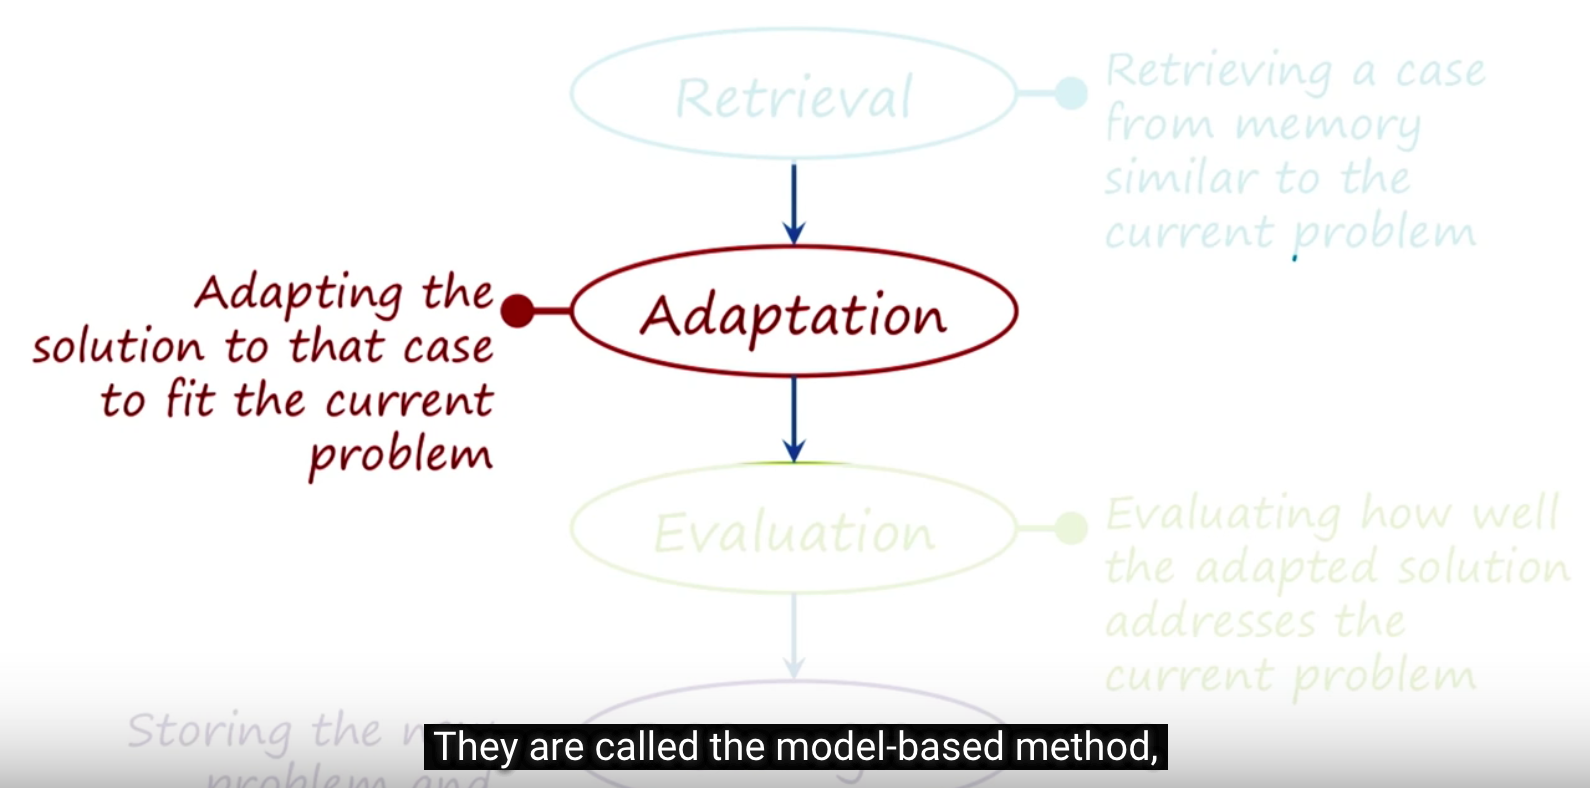 Retrieval
Retrieving a case
from memory
similar to the
current problem
Adapting the
solution to that case
to fit the current
problem
Adaptation
Evaluation
Evaluating how well
the adapted solution
addresses the
current problem
Storing the
problem and
They are called the model-based method,